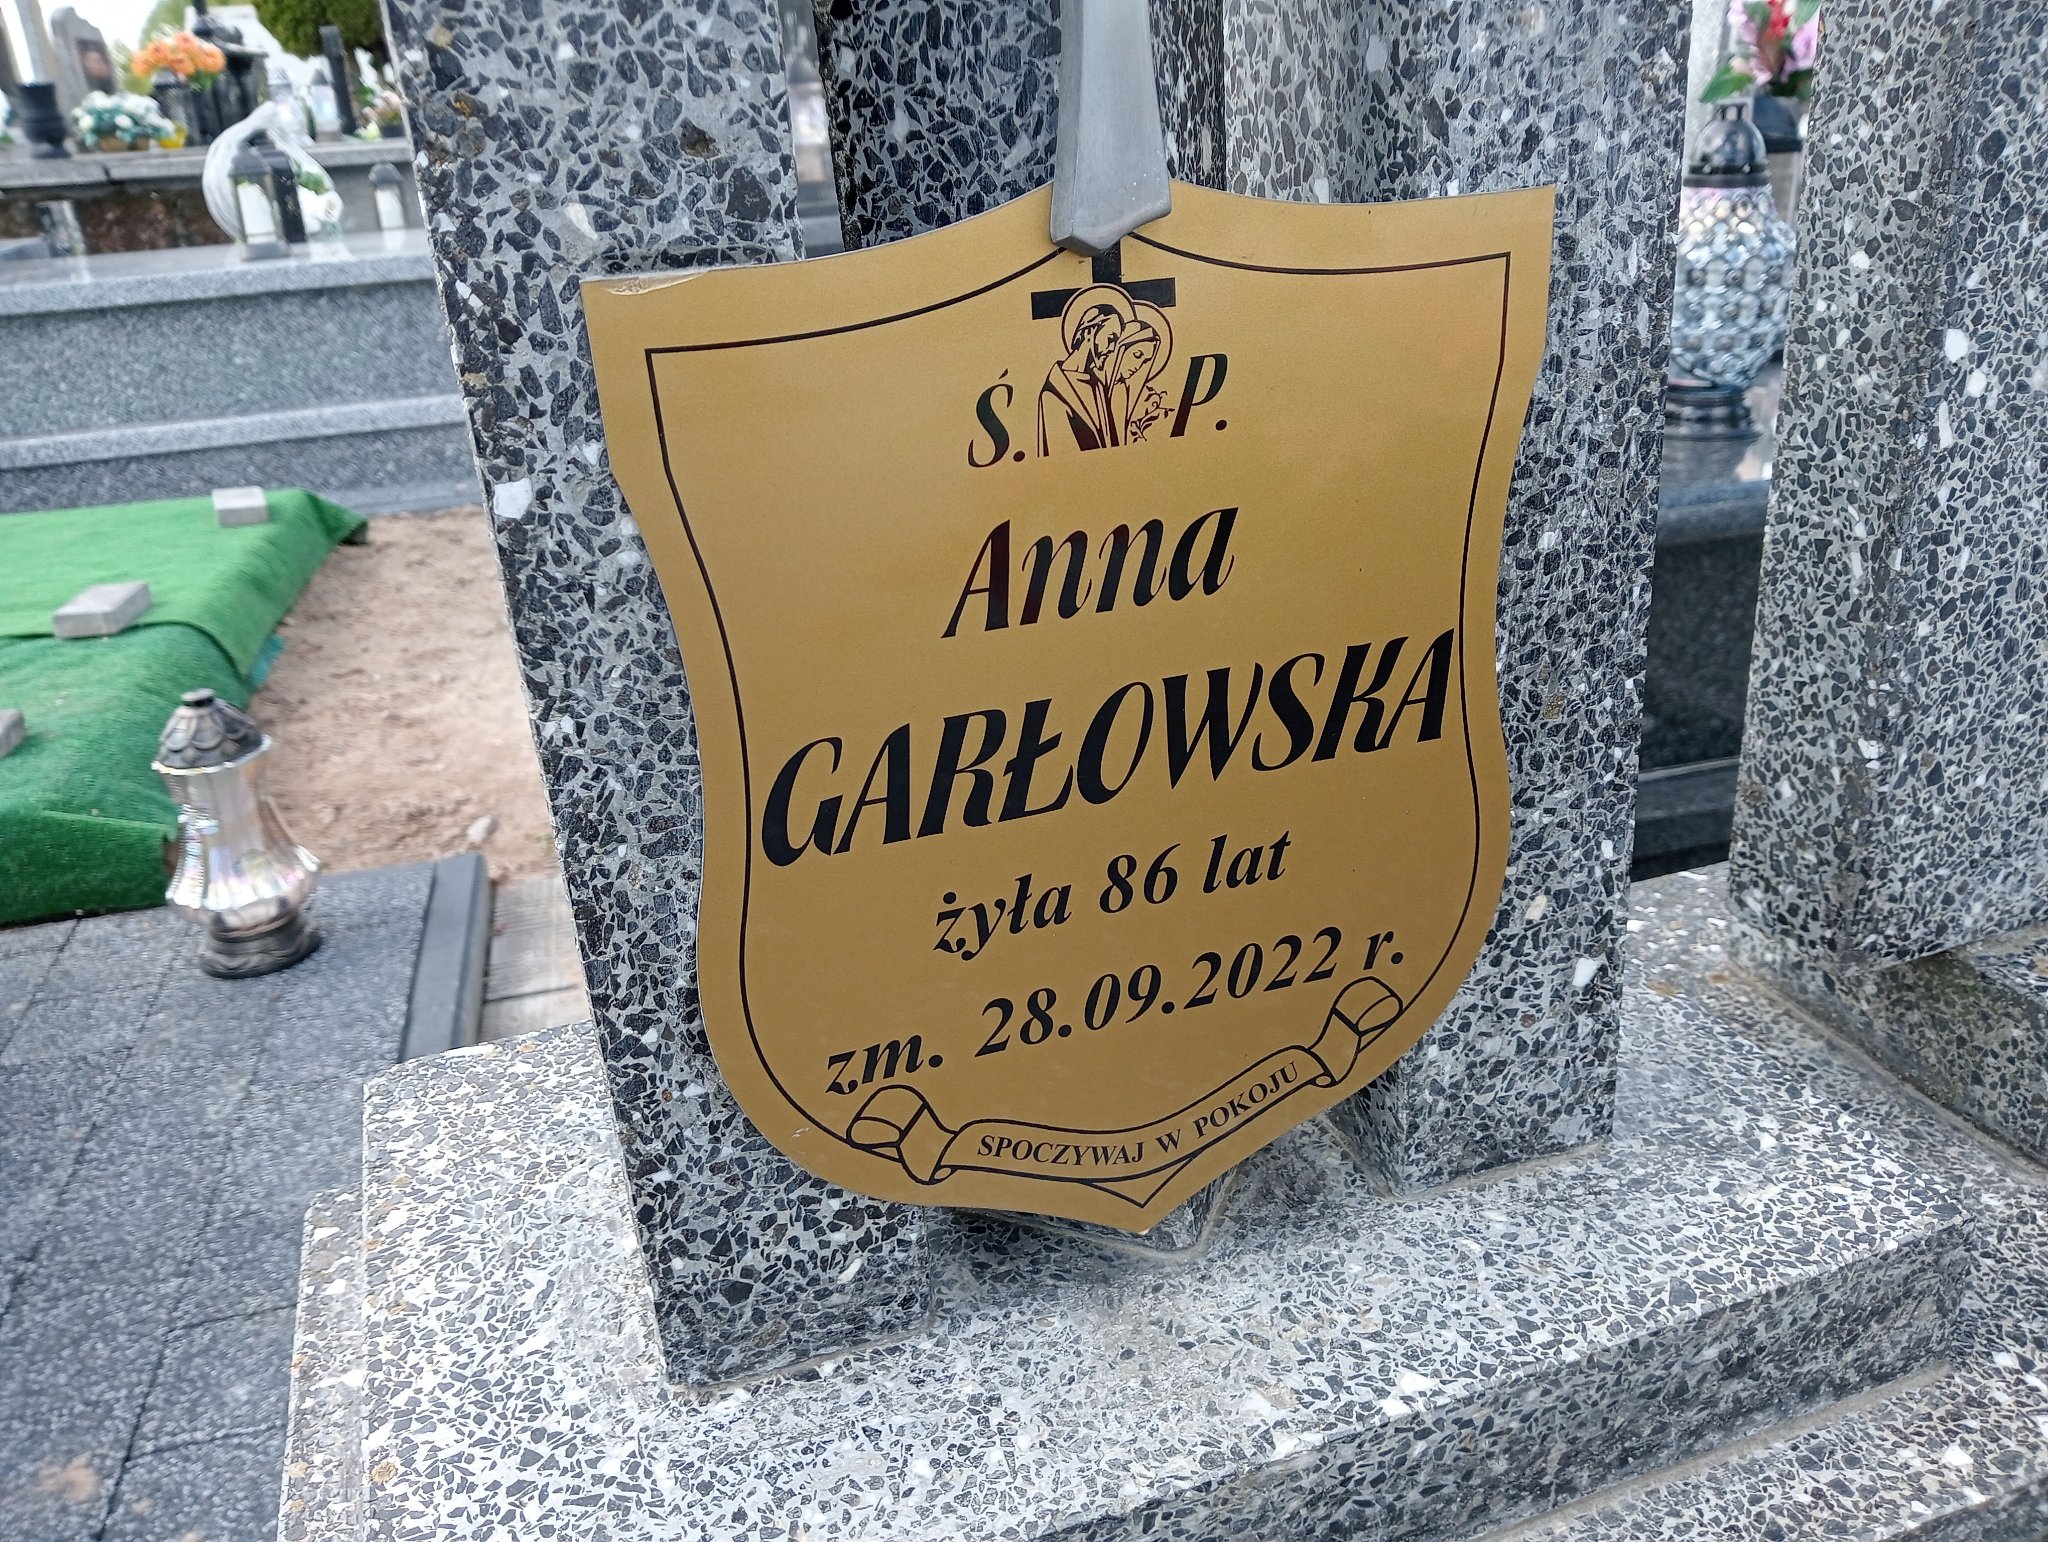 Ś. P.
Anna
GARŁOWSKA
żyła 86 lat
zm. 28.09.2022 r.
SPOCZYWAJ W POKOJU